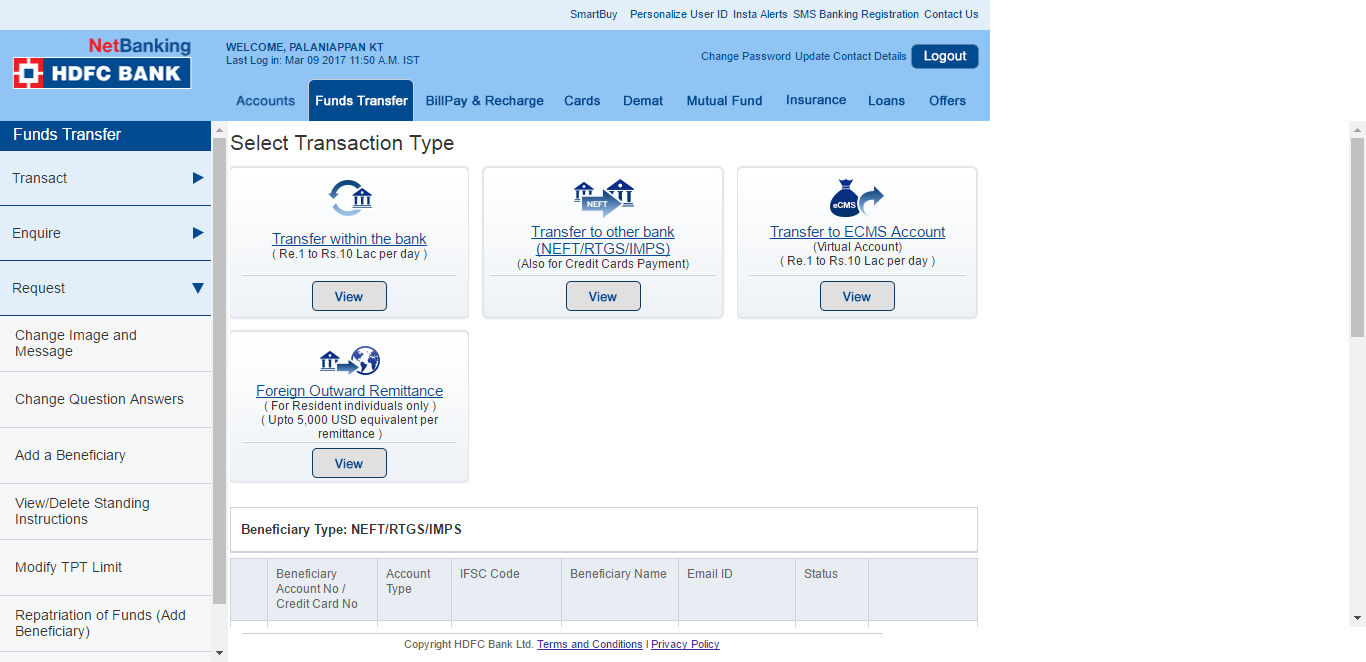 SmartBuy Personalize User ID Insta Alerts SMS Banking Registration Contact Us
NetBanking
HDFC BANK
WELCOME, PALANIAPPAN KT
Last Log in: Mar 09 2017 11:50 A.M. IST
Change Password Update Contact Details Logout
Accounts Funds Transfer BillPay & Recharge Cards Demat Mutual Fund Insurance Loans Offers
Funds Transfer
Transact
Enquire
Request
Change Image and
Message
Change Question Answers
Add a Beneficiary
View/Delete Standing
Instructions
Modify TPT Limit
Repatriation of Funds (Add
Beneficiary)
Select Transaction Type
Transfer within the bank
( Re.1 to Rs.10 Lac per day )
View
NEFT
Transfer to other bank
(NEFT/RTGS/IMPS)
(Also for Credit Cards Payment)
View
eCMS
Transfer to ECMS Account
(Virtual Account)
( Re.1 to Rs.10 Lac per day )
View
Foreign Outward Remittance
( For Resident individuals only )
( Upto 5,000 USD equivalent per
remittance )
View
Beneficiary Type: NEFT/RTGS/IMPS
Beneficiary
Account No /
Credit Card No
Account
Type
IFSC Code
Beneficiary Name
Email ID
Status
Copyright HDFC Bank Ltd. Terms and Conditions | Privacy Policy